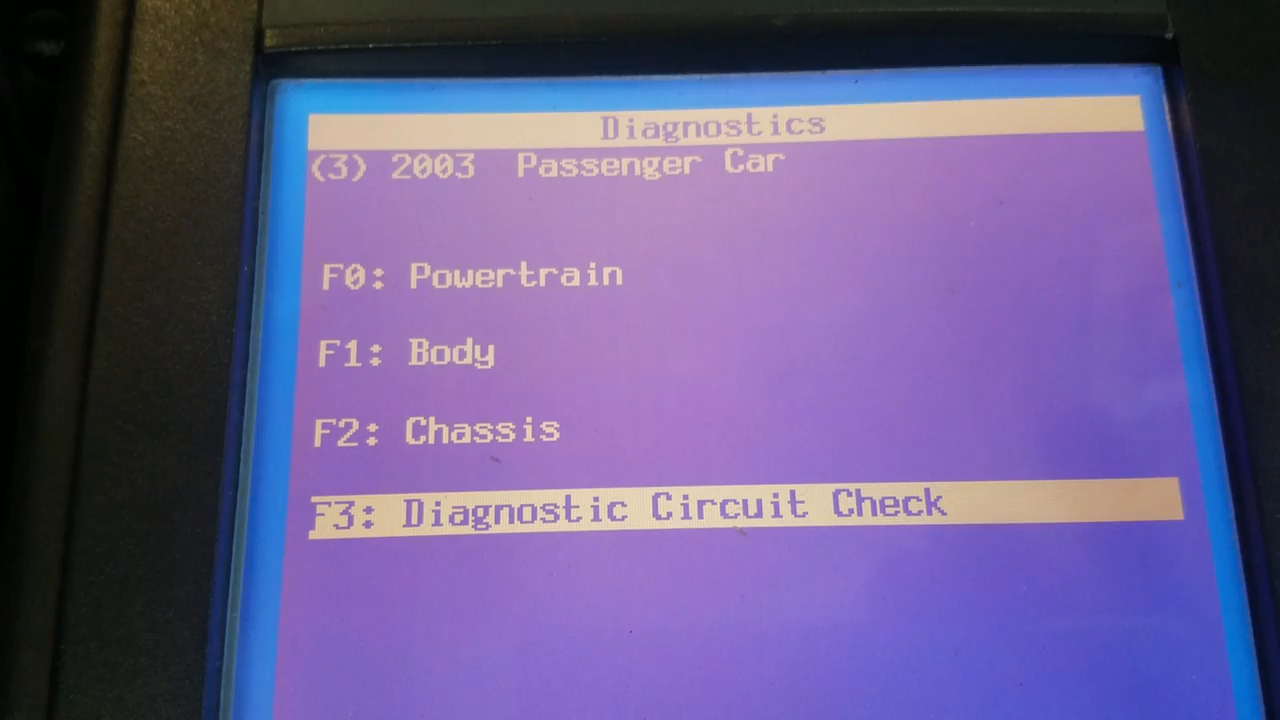 Diagnostics
(3) 2003 Passenger Car
F0: Powertrain
F1: Body
F2: Chassis
F3: Diagnostic Circuit Check